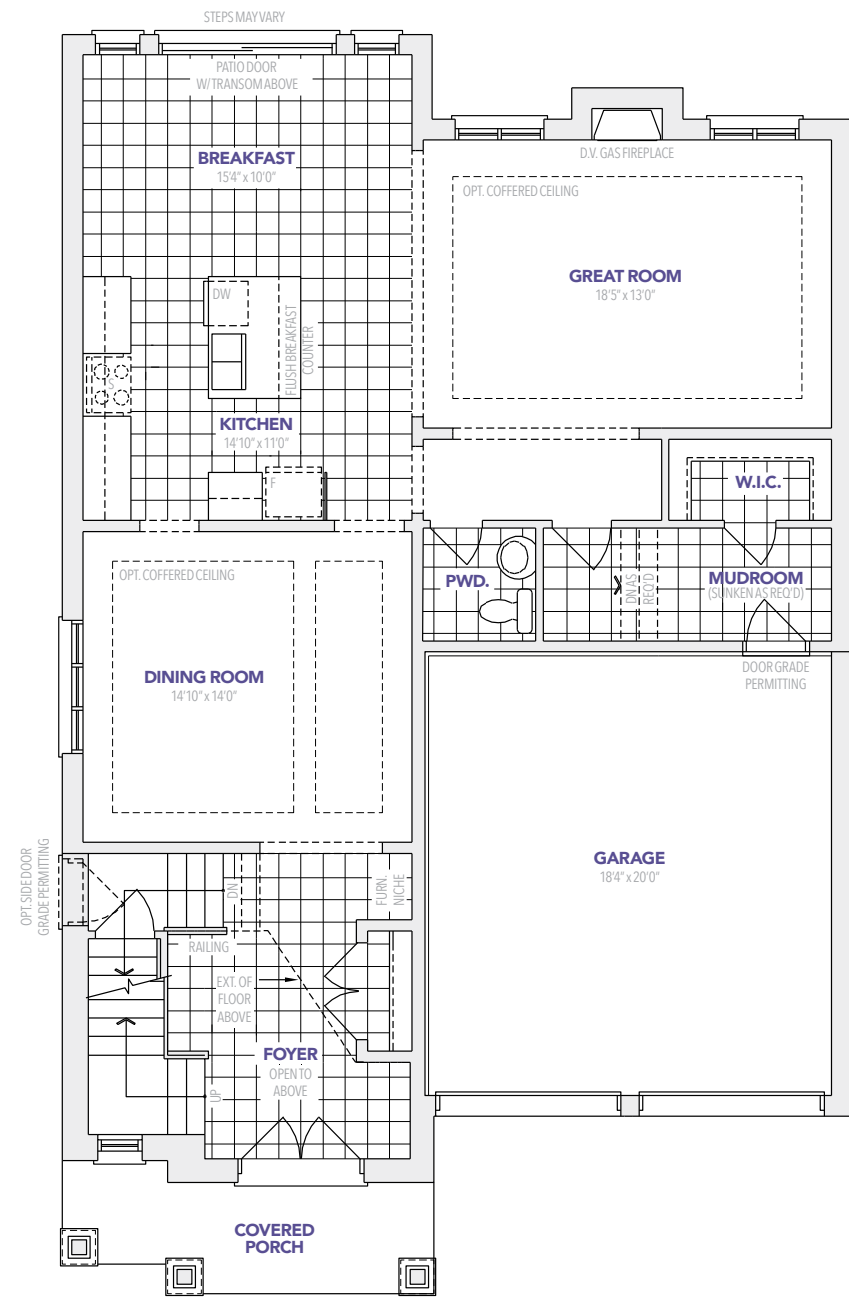 STEPS MAY VARY
PATIO DOOR
W/ TRANSOM ABOVE
BREAKFAST
15'4" x 10'0"
D.V. GAS FIREPLACE
OPT. COFFERED CEILING
GREAT ROOM
18'5" x 13'0"
DW
FLUSH BREAKFAST
COUNTER
S
KITCHEN
14'10" x 11'0"
F
W.I.C.
OPT. COFFERED CEILING
PWD.
DN AS
REQ'D
MUDROOM
(SUNKEN AS REQ'D)
DOOR GRADE
PERMITTING
DINING ROOM
14'10" x 14'0"
GARAGE
18'4" x 20'0"
OPT. SIDE DOOR
GRADE PERMITTING
DN
FURN.
NICHE
RAILING
EXT. OF
FLOOR
ABOVE
FOYER
OPEN TO
ABOVE
UP
COVERED
PORCH